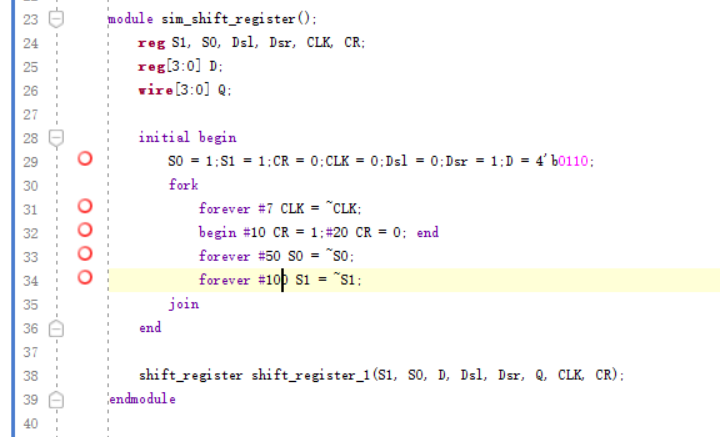 23 module sim_shift_register();
24 reg S1, S0, Dsl, Dsr, CLK, CR;
25 reg[3:0] D;
26 wire[3:0] Q;
27
28 initial begin
29 S0 = 1;S1 = 1;CR = 0;CLK = 0;Dsl = 0;Dsr = 1;D = 4'b0110;
30 fork
31 forever #7 CLK = ~CLK;
32 begin #10 CR = 1;#20 CR = 0; end
33 forever #50 S0 = ~S0;
34 forever #100 S1 = ~S1;
35 join
36 end
37
38 shift_register shift_register_1(S1, S0, D, Dsl, Dsr, Q, CLK, CR);
39 endmodule
40